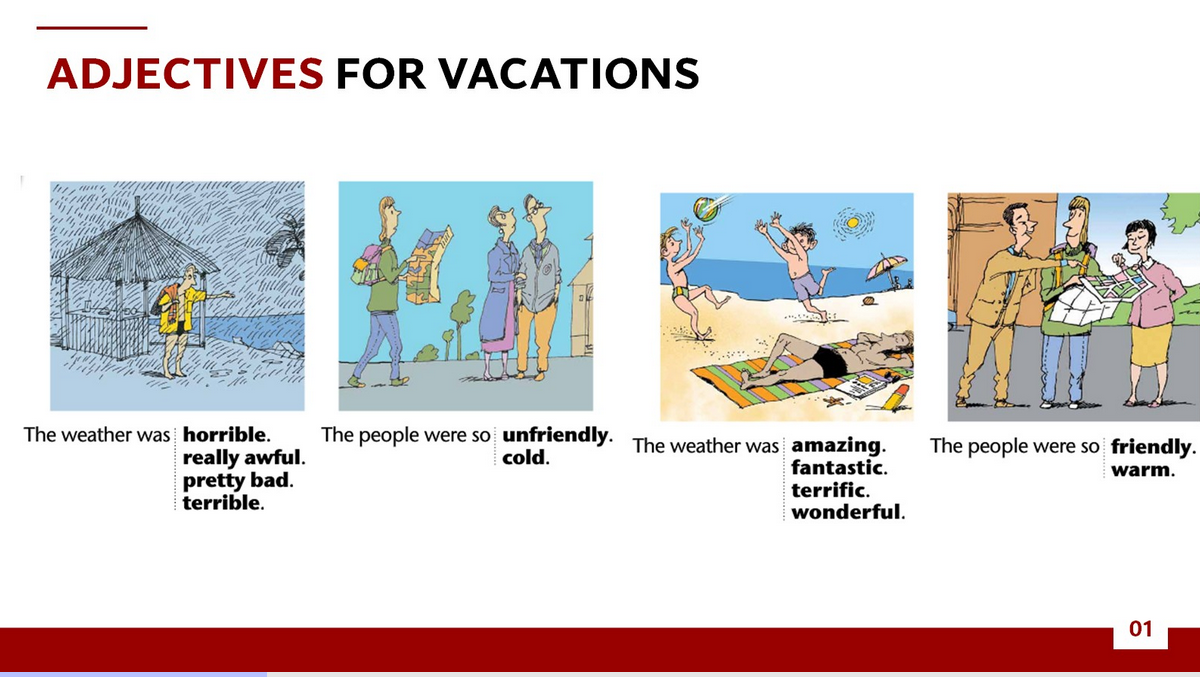 ADJECTIVES FOR VACATIONS
The weather was horrible.
really awful.
pretty bad.
terrible.
The people were so unfriendly.
cold.
The weather was amazing.
fantastic.
terrific.
wonderful.
The people were so friendly.
warm.
01